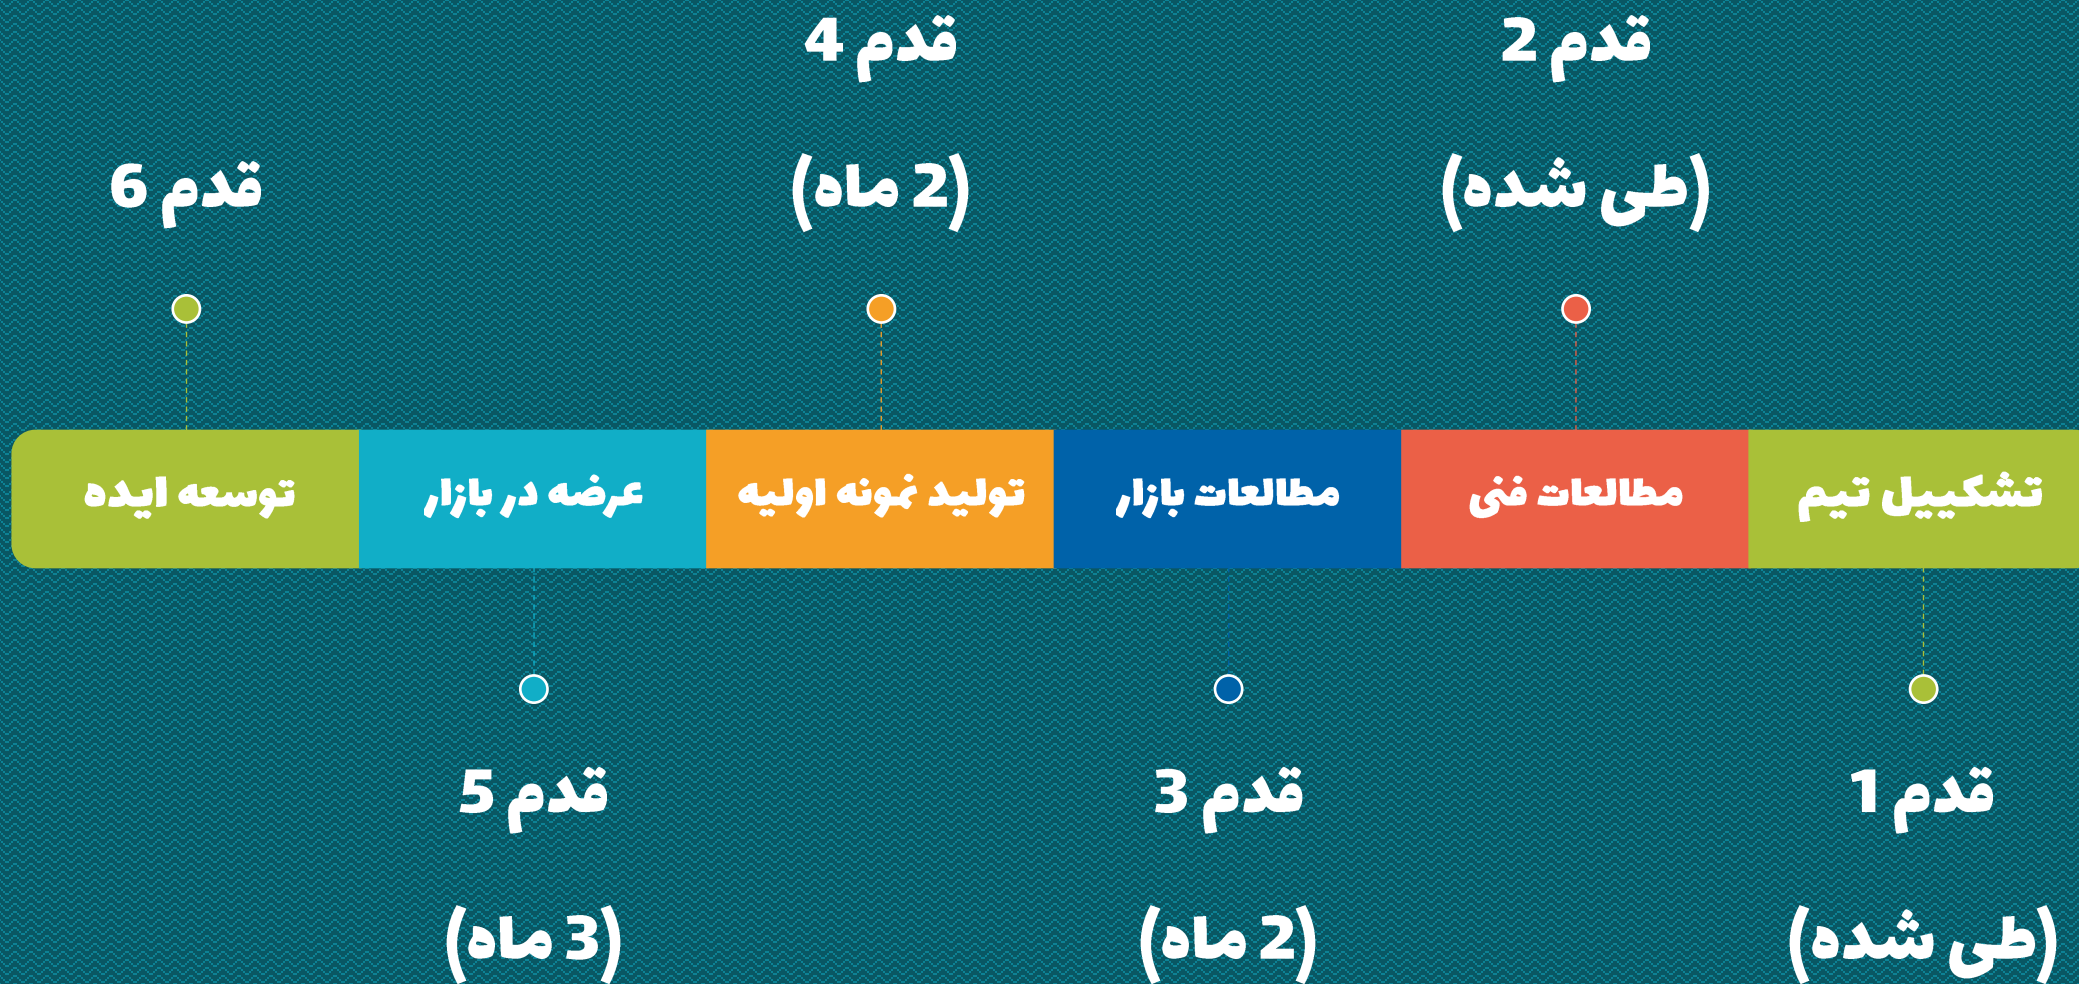 قدم 2
(طی شده)
قدم 4
(2 ماه)
قدم 6
تشکییل تیم
مطالعات فنی
مطالعات بازار
تولید نمونه اولیه
عرضه در بازار
توسعه ایده
قدم 1
(طی شده)
قدم 3
(2 ماه)
قدم 5
(3 ماه)